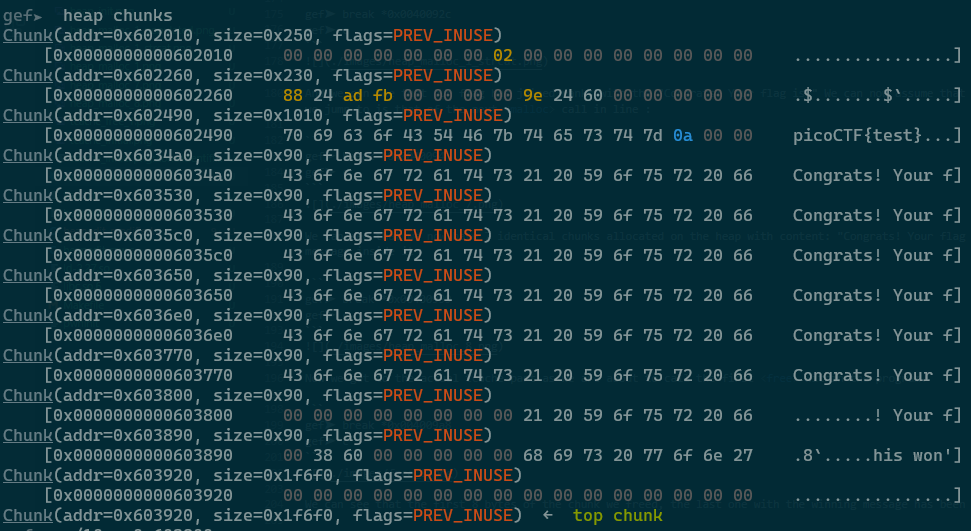 gef➤  heap chunks
Chunk(addr=0x602010, size=0x250, flags=PREV_INUSE)
    [0x0000000000602010     00 00 00 00 00 00 00 02 00 00 00 00 00 00 00 00    ................]
Chunk(addr=0x602260, size=0x230, flags=PREV_INUSE)
    [0x0000000000602260     88 24 ad fb 00 00 00 00 9e 24 60 00 00 00 00 00    .$.......$`.....]
Chunk(addr=0x602490, size=0x1010, flags=PREV_INUSE)
    [0x0000000000602490     70 69 63 6f 43 54 46 7b 74 65 73 74 7d 0a 00 00    picoCTF{test}...]
Chunk(addr=0x6034a0, size=0x90, flags=PREV_INUSE)
    [0x00000000006034a0     43 6f 6e 67 72 61 74 73 21 20 59 6f 75 72 20 66    Congrats! Your f]
Chunk(addr=0x603530, size=0x90, flags=PREV_INUSE)
    [0x0000000000603530     43 6f 6e 67 72 61 74 73 21 20 59 6f 75 72 20 66    Congrats! Your f]
Chunk(addr=0x6035c0, size=0x90, flags=PREV_INUSE)
    [0x00000000006035c0     43 6f 6e 67 72 61 74 73 21 20 59 6f 75 72 20 66    Congrats! Your f]
Chunk(addr=0x603650, size=0x90, flags=PREV_INUSE)
    [0x0000000000603650     43 6f 6e 67 72 61 74 73 21 20 59 6f 75 72 20 66    Congrats! Your f]
Chunk(addr=0x6036e0, size=0x90, flags=PREV_INUSE)
    [0x00000000006036e0     43 6f 6e 67 72 61 74 73 21 20 59 6f 75 72 20 66    Congrats! Your f]
Chunk(addr=0x603770, size=0x90, flags=PREV_INUSE)
    [0x0000000000603770     43 6f 6e 67 72 61 74 73 21 20 59 6f 75 72 20 66    Congrats! Your f]
Chunk(addr=0x603800, size=0x90, flags=PREV_INUSE)
    [0x0000000000603800     00 00 00 00 00 00 00 00 21 20 59 6f 75 72 20 66    ........! Your f]
Chunk(addr=0x603890, size=0x90, flags=PREV_INUSE)
    [0x0000000000603890     00 38 60 00 00 00 00 00 68 69 73 20 77 6f 6e 27    .8`.....his won']
Chunk(addr=0x603920, size=0x1f6f0, flags=PREV_INUSE)
    [0x0000000000603920     00 00 00 00 00 00 00 00 00 00 00 00 00 00 00 00    ................]
Chunk(addr=0x603920, size=0x1f6f0, flags=PREV_INUSE)  ←  top chunk